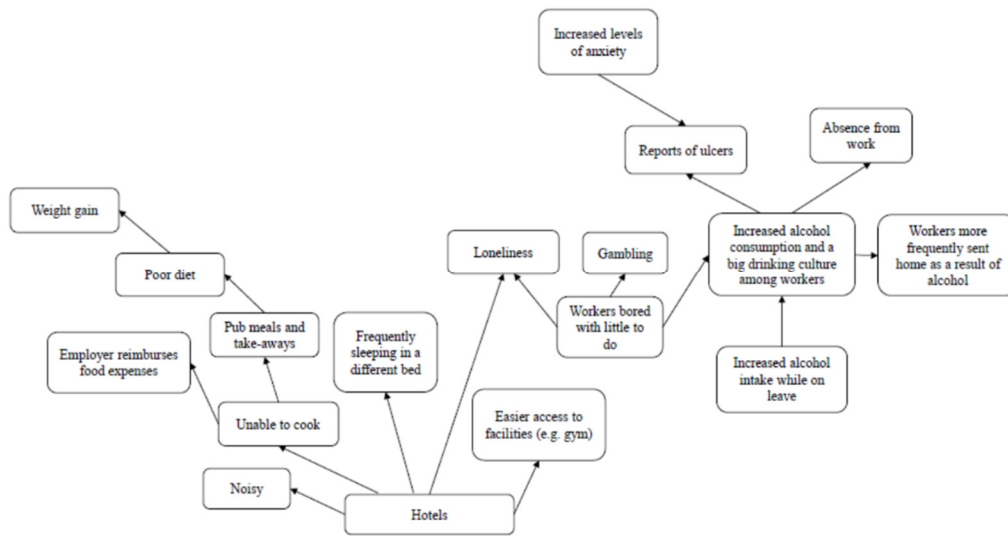 Increased levels
of anxiety
Reports of ulcers
Absence from
work
Weight gain
Poor diet
Loneliness
Gambling
Increased alcohol
consumption and a
big drinking culture
among workers
Workers more
frequently sent
home as a result of
alcohol
Pub meals and
take-aways
Frequently
sleeping in a
different bed
Workers bored
with little to
do
Employer reimburses
food expenses
Increased alcohol
intake while on
leave
Unable to cook
Easier access to
facilities (e.g. gym)
Noisy
Hotels